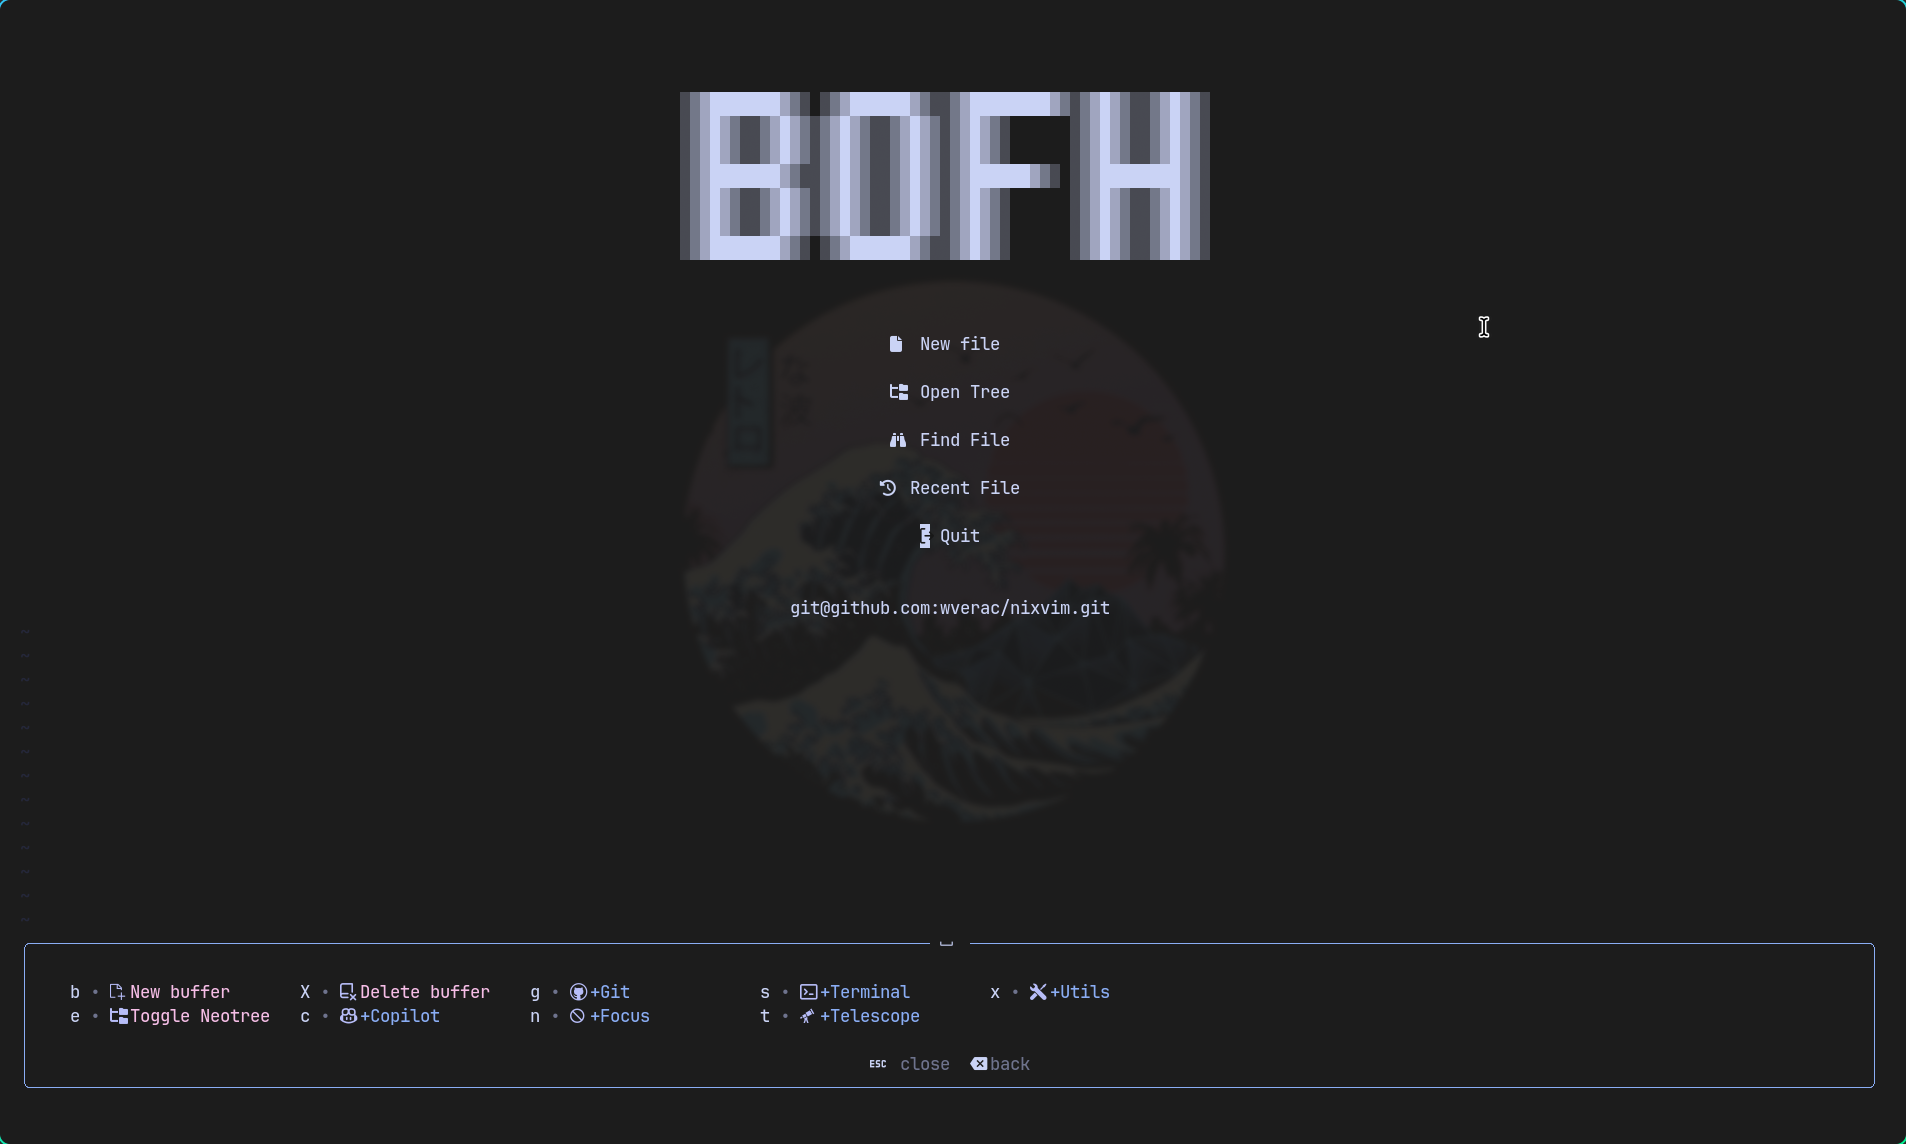 BOFH
New file
Open Tree
Find File
Recent File
Quit
git@github.com:wverac/nixvim.git
~
~
~
~
~
~
~
~
~
~
~
~
~
b • New buffer X • Delete buffer g • +Git s • +Terminal x • +Utils
e • Toggle Neotree c • +Copilot n • +Focus t • +Telescope
ESC close back